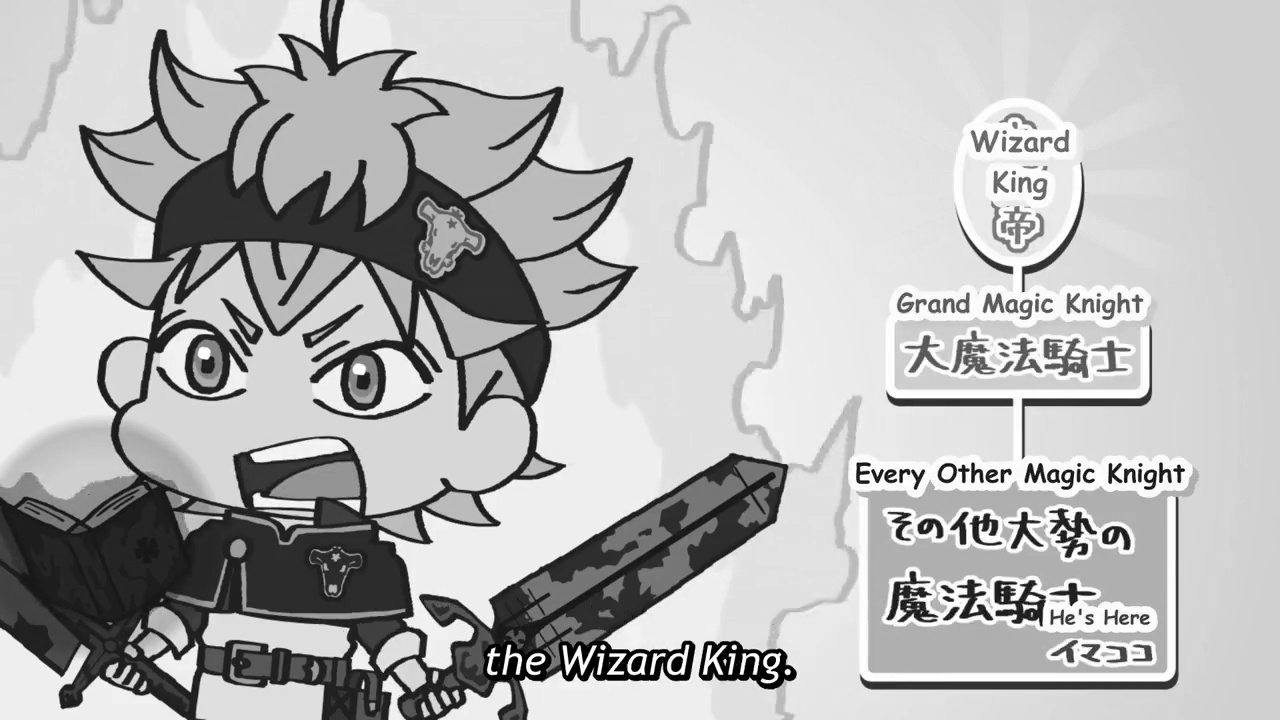 Wizard
King
帝
Grand Magic Knight
大魔法騎士
Every Other Magic Knight
その他大勢の
魔法騎士
He's Here
イマココ
the Wizard King.